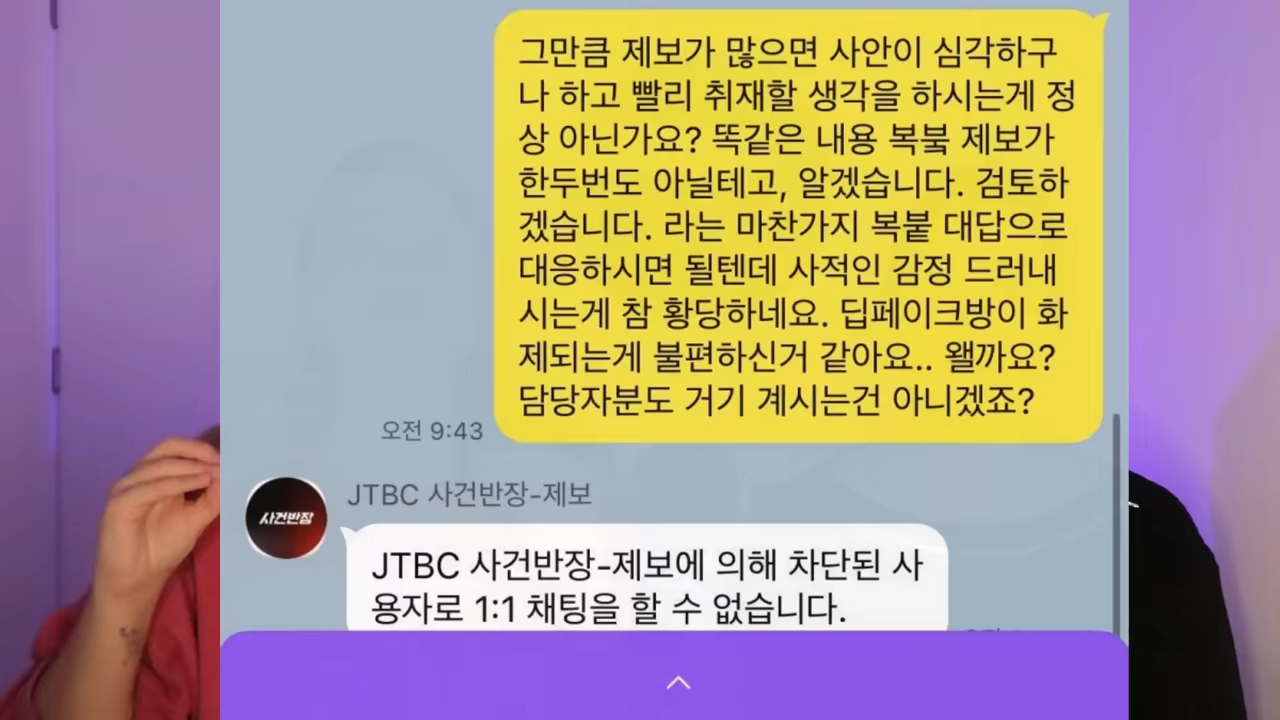 그만큼 제보가 많으면 사안이 심각하구
나 하고 빨리 취재할 생각을 하시는게 정
상 아닌가요? 똑같은 내용 복붘 제보가
한두번도 아닐테고, 알겠습니다. 검토하
겠습니다. 라는 마찬가지 복붙 대답으로
대응하시면 될텐데 사적인 감정 드러내
시는게 참 황당하네요. 딥페이크방이 화
제되는게 불편하신거 같아요.. 왤까요?
담당자분도 거기 계시는건 아니겠죠?
오전 9:43
사건반장
JTBC 사건반장-제보
JTBC 사건반장-제보에 의해 차단된 사
용자로 1:1 채팅을 할 수 없습니다.